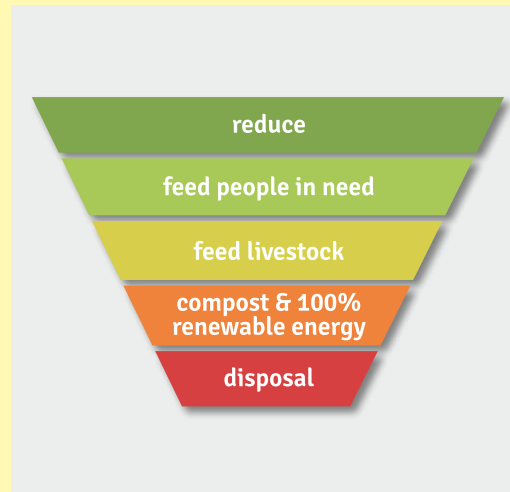 reduce
feed people in need
feed livestock
compost & 100%
renewable energy
disposal